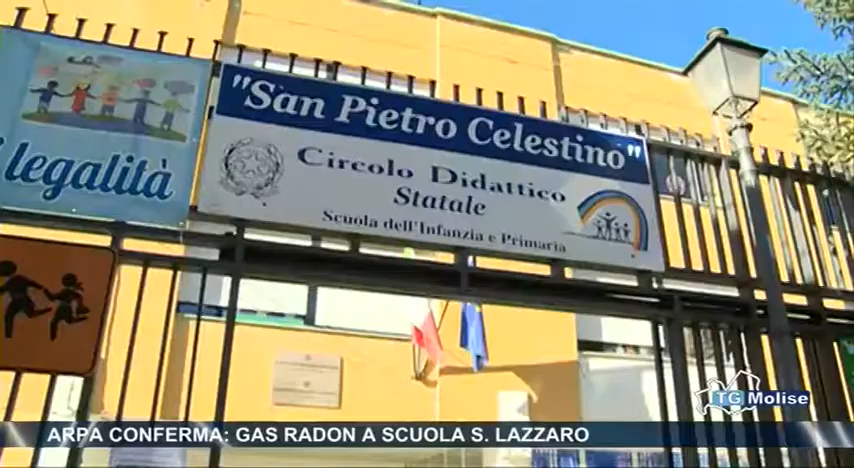 "San Pietro Celestino"
legalità
Circolo Didattico
Statale
Scuola dell'Infanzia e Primaria
TG Molise
ARPA CONFERMA: GAS RADON A SCUOLA S. LAZZARO